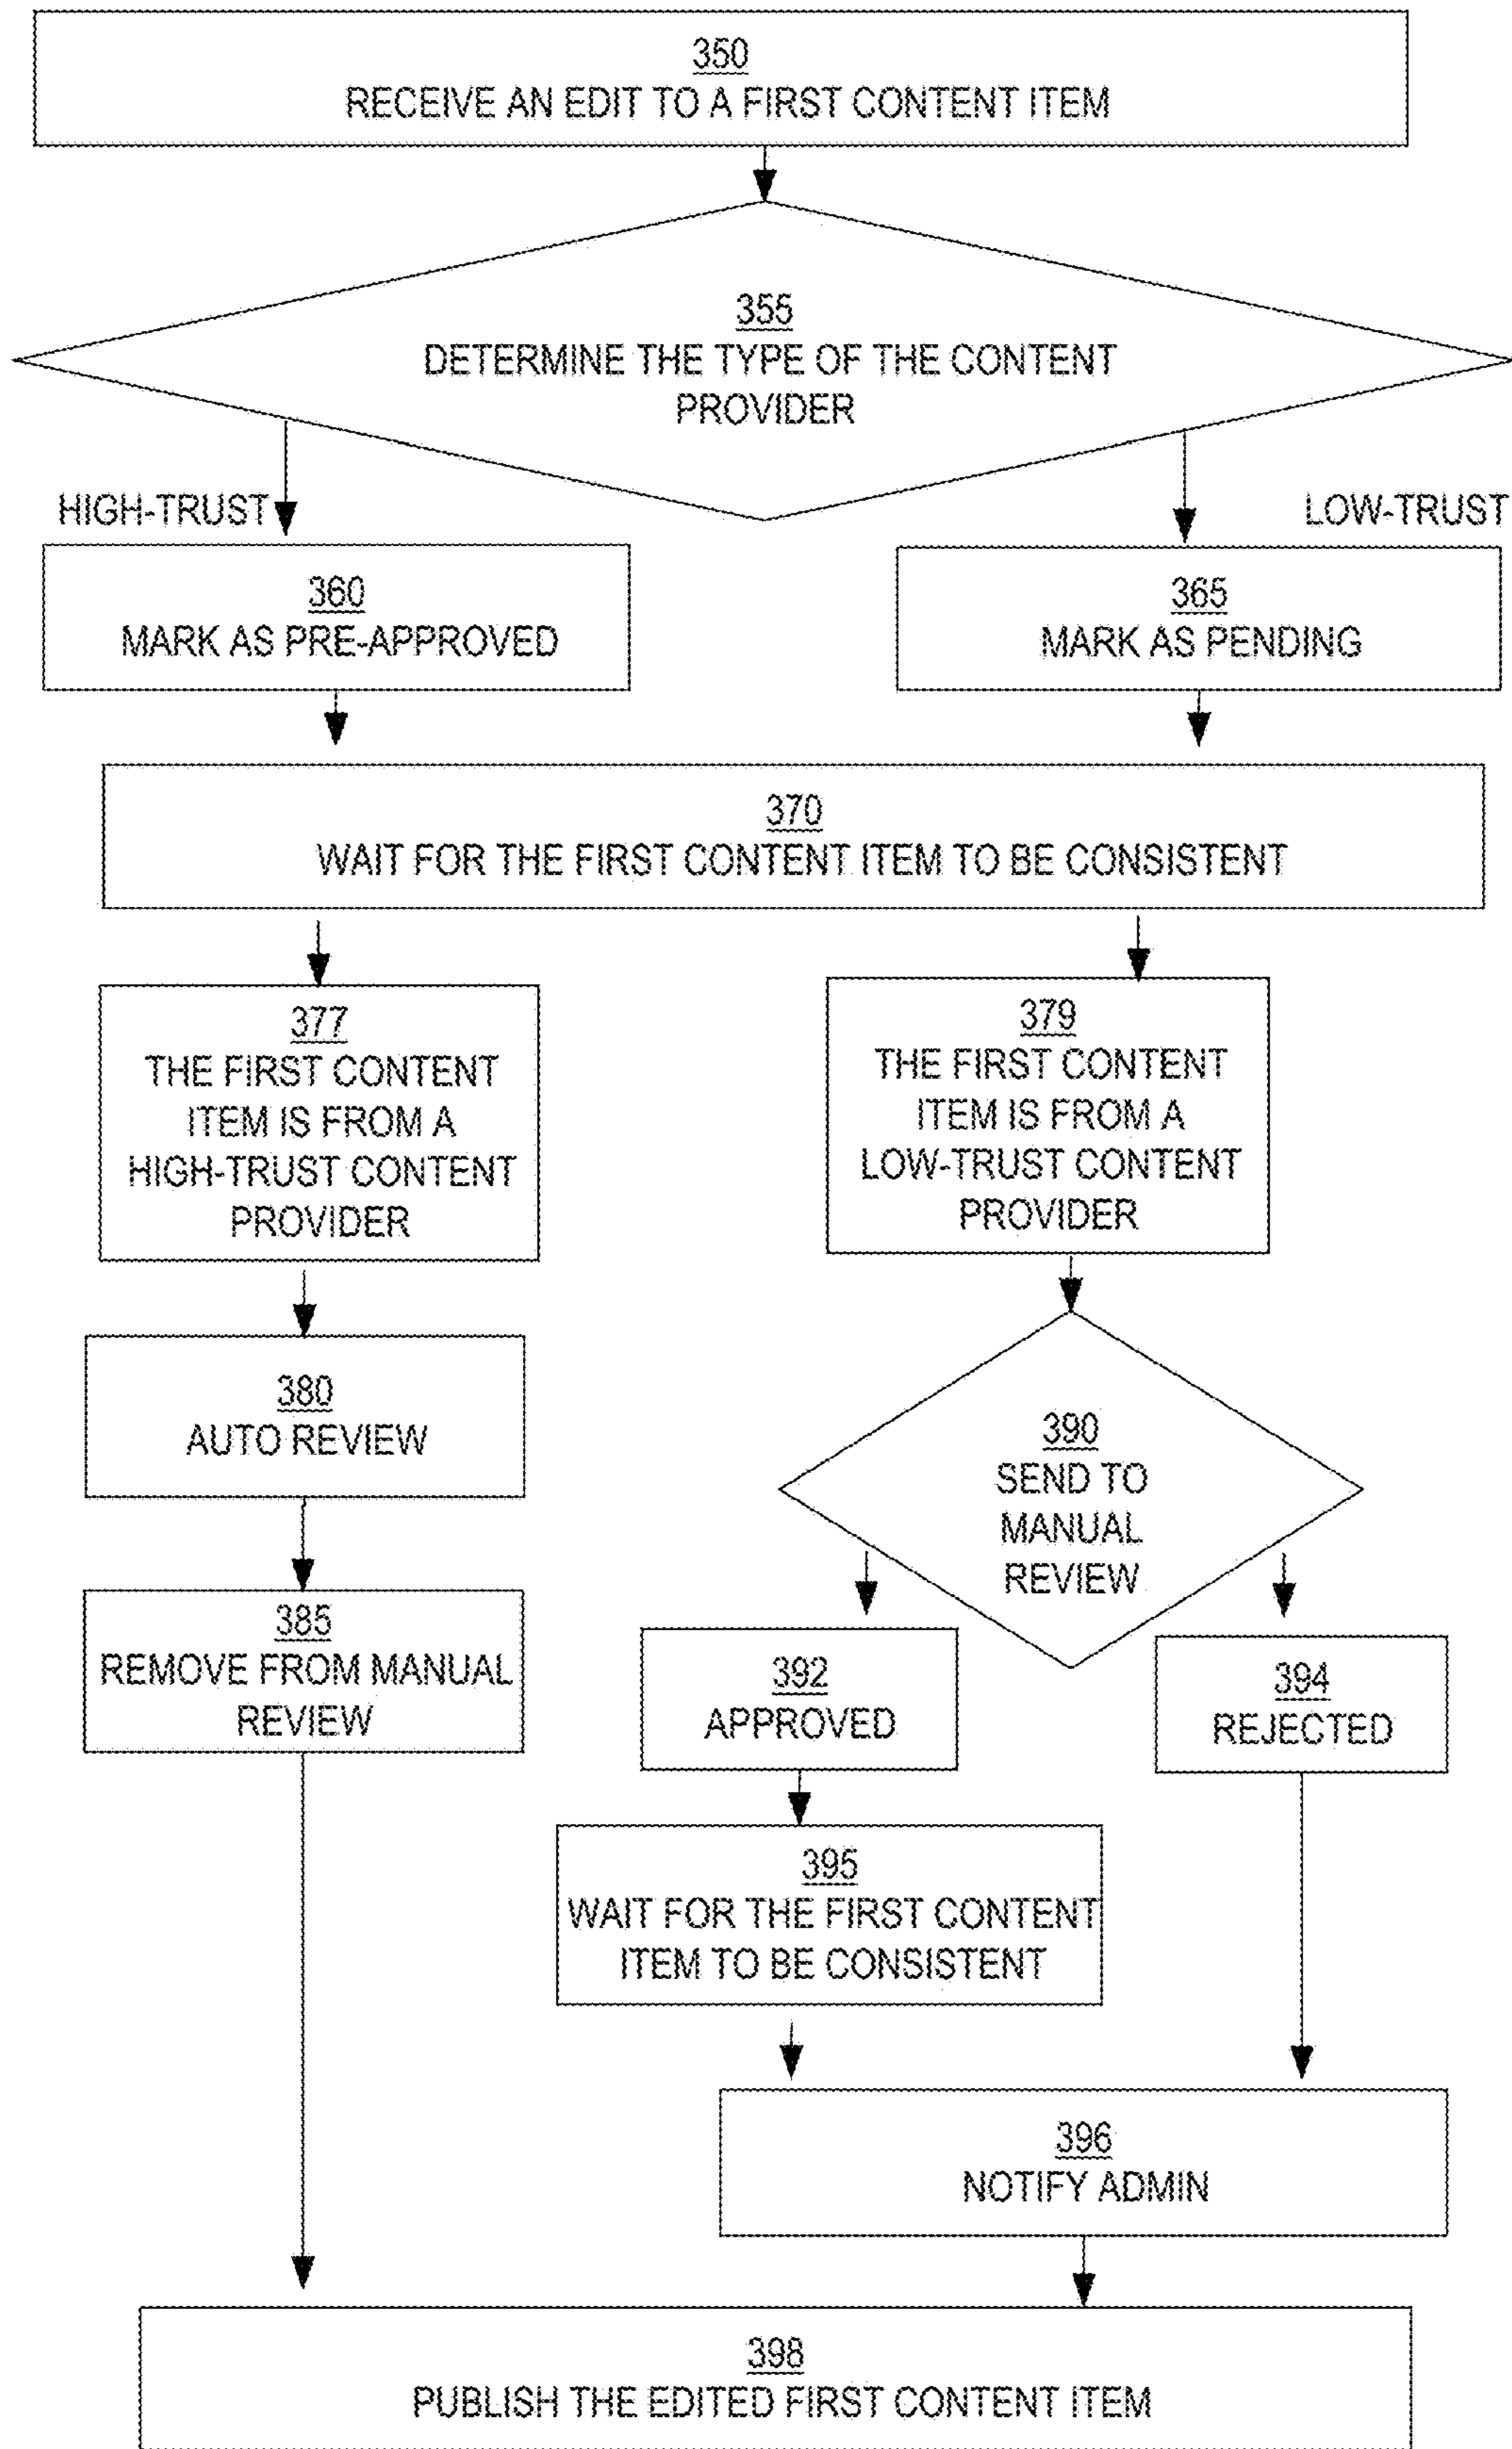 350
RECEIVE AN EDIT TO A FIRST CONTENT ITEM
355
DETERMINE THE TYPE OF THE CONTENT
PROVIDER
HIGH-TRUST
LOW-TRUST
360
MARK AS PRE-APPROVED
365
MARK AS PENDING
370
WAIT FOR THE FIRST CONTENT ITEM TO BE CONSISTENT
377
THE FIRST CONTENT
ITEM IS FROM A
HIGH-TRUST CONTENT
PROVIDER
379
THE FIRST CONTENT
ITEM IS FROM A
LOW-TRUST CONTENT
PROVIDER
380
AUTO REVIEW
390
SEND TO
MANUAL
REVIEW
385
REMOVE FROM MANUAL
REVIEW
392
APPROVED
394
REJECTED
395
WAIT FOR THE FIRST CONTENT
ITEM TO BE CONSISTENT
396
NOTIFY ADMIN
398
PUBLISH THE EDITED FIRST CONTENT ITEM